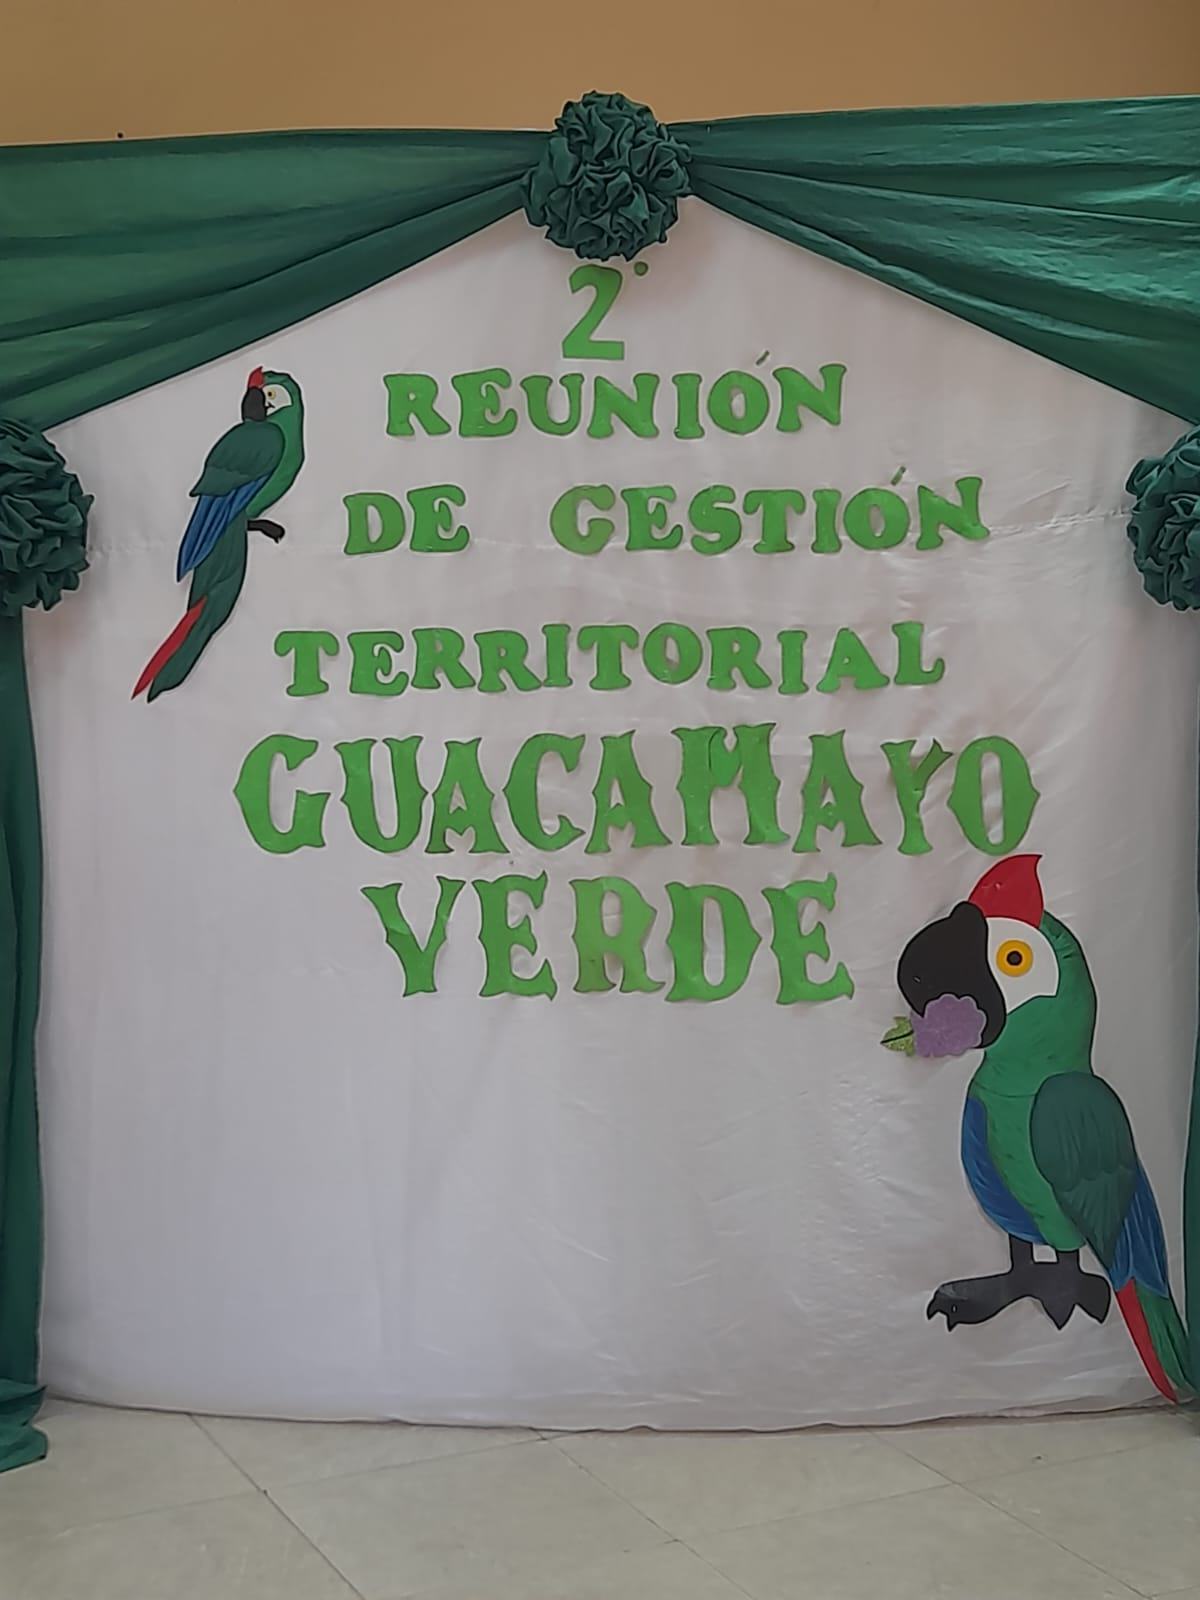 2°
REUNIÓN
DE GESTIÓN
TERRITORIAL
GUACAMAYO
VERDE